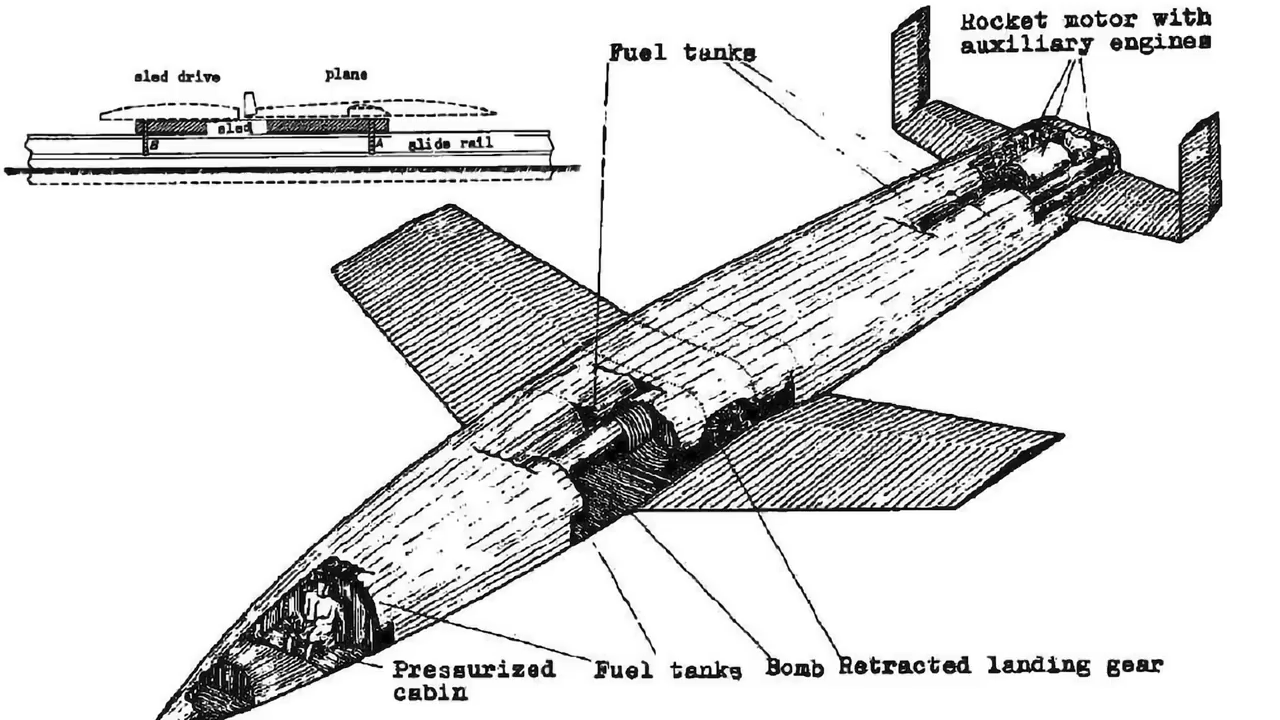 Rocket motor with
auxiliary engines
Fuel tanks
sled drive
plane
sled
B
A
slide rail
Pressurized
cabin
Fuel tanks
Bomb
Retracted landing gear